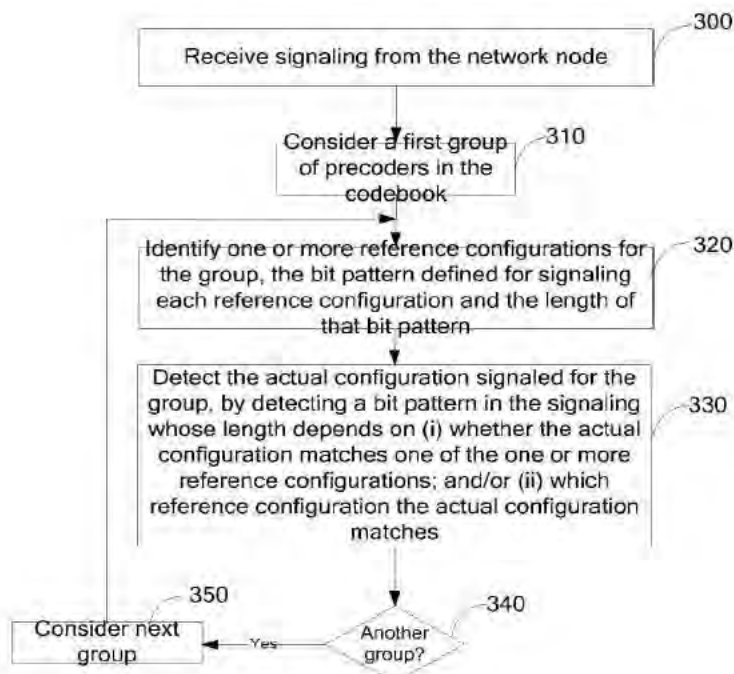 300
Receive signaling from the network node
310
Consider a first group
of precoders in the
codebook
320
Identify one or more reference configurations for
the group, the bit pattern defined for signaling
each reference configuration and the length of
that bit pattern
330
Detect the actual configuration signaled for the
group, by detecting a bit pattern in the signaling
whose length depends on (i) whether the actual
configuration matches one of the one or more
reference configurations; and/or (ii) which
reference configuration the actual configuration
matches
340
Another
group?
Yes
350
Consider next
group